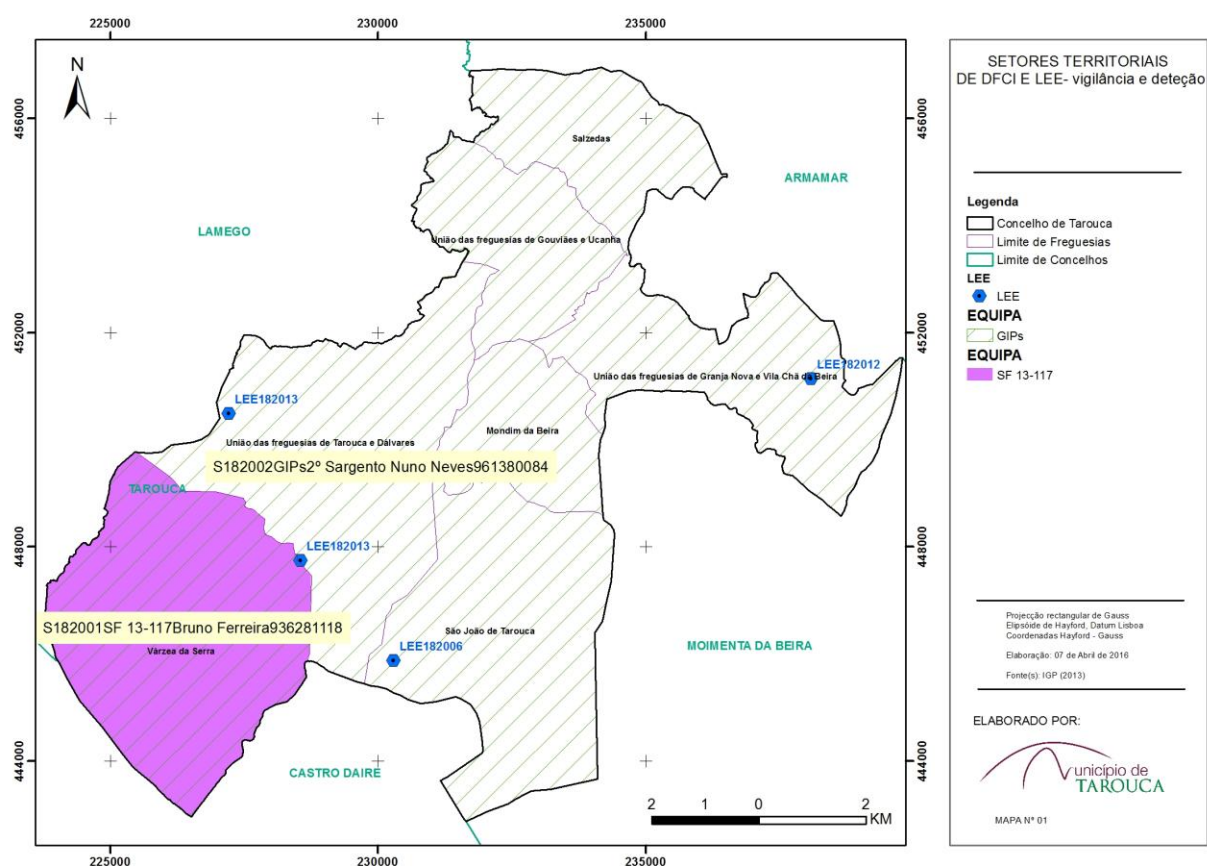 225000
230000
235000
N
456000
456000
Salzedas
ARMAMAR
LAMEGO
União das freguesias de Gouviães e Ucanha
452000
452000
LEE182012
União das freguesias de Granja Nova e Vila Chã da Beira
LEE182013
Mondim da Beira
União das freguesias de Tarouca e Dálvares
S182002GIPs2º Sargento Nuno Neves961380084
TAROUCA
448000
448000
LEE182013
S182001SF 13-117Bruno Ferreira936281118
São João de Tarouca
Várzea da Serra
LEE182006
MOIMENTA DA BEIRA
444000
444000
CASTRO DAIRE
2 1 0 2
KM
225000
230000
235000
SETORES TERRITORIAIS
DE DFCI E LEE- vigilância e deteção
Legenda
Concelho de Tarouca
Limite de Freguesias
Limite de Concelhos
LEE
LEE
EQUIPA
GIPs
EQUIPA
SF 13-117
Projecção rectangular de Gauss
Elipsóide de Hayford, Datum Lisboa
Coordenadas Hayford - Gauss
Elaboração: 07 de Abril de 2016
Fonte(s): IGP (2013)
ELABORADO POR:
unicípio de
TAROUCA
MAPA Nº 01